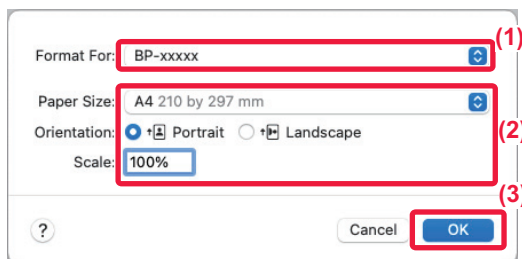 (1)
Format For: BP-xxxxx
Paper Size: A4 210 by 297 mm
Orientation: Portrait Landscape
(2)
Scale: 100%
(3)
? Cancel OK